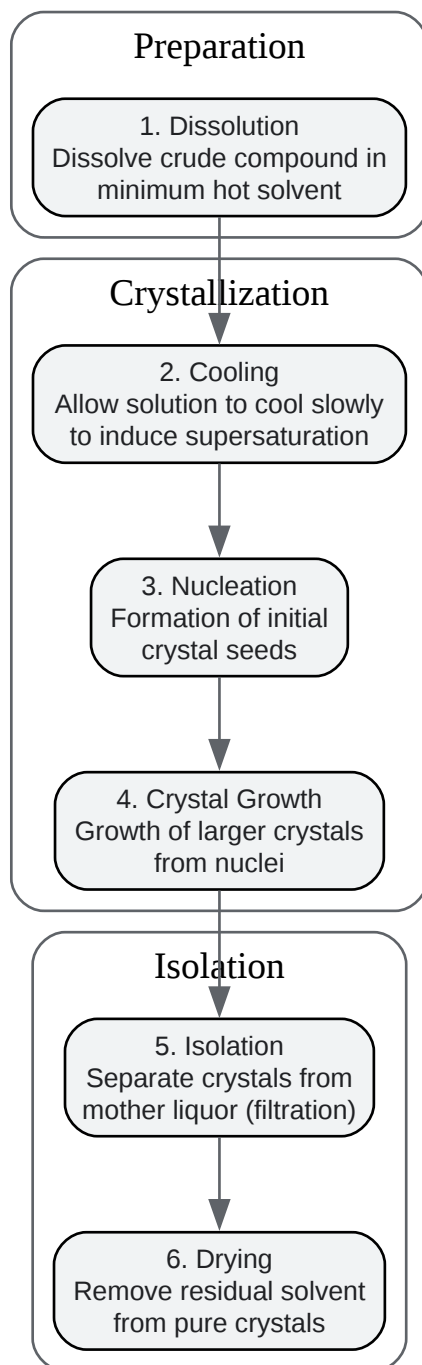 Preparation
1. Dissolution
Dissolve crude compound in
minimum hot solvent
Crystallization
2. Cooling
Allow solution to cool slowly
to induce supersaturation
3. Nucleation
Formation of initial
crystal seeds
4. Crystal Growth
Growth of larger crystals
from nuclei
Isolation
5. Isolation
Separate crystals from
mother liquor (filtration)
6. Drying
Remove residual solvent
from pure crystals